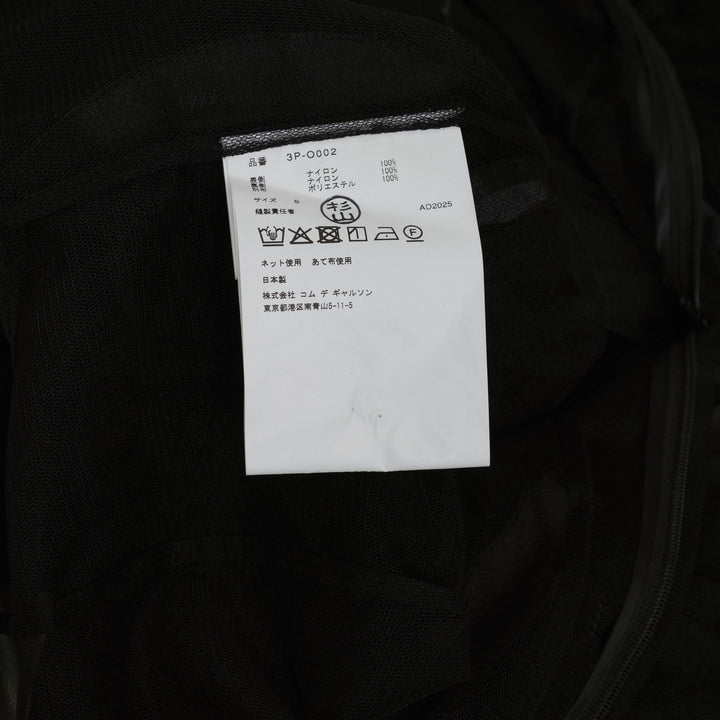 品番 3P-O002
表側 ナイロン 100%
裏側 ナイロン 100%
別布 ポリエステル 100%
サイズ S
縫製責任者 杉山 AD2025
ネット使用 あて布使用
日本製
株式会社 コム デ ギャルソン
東京都港区南青山5-11-5